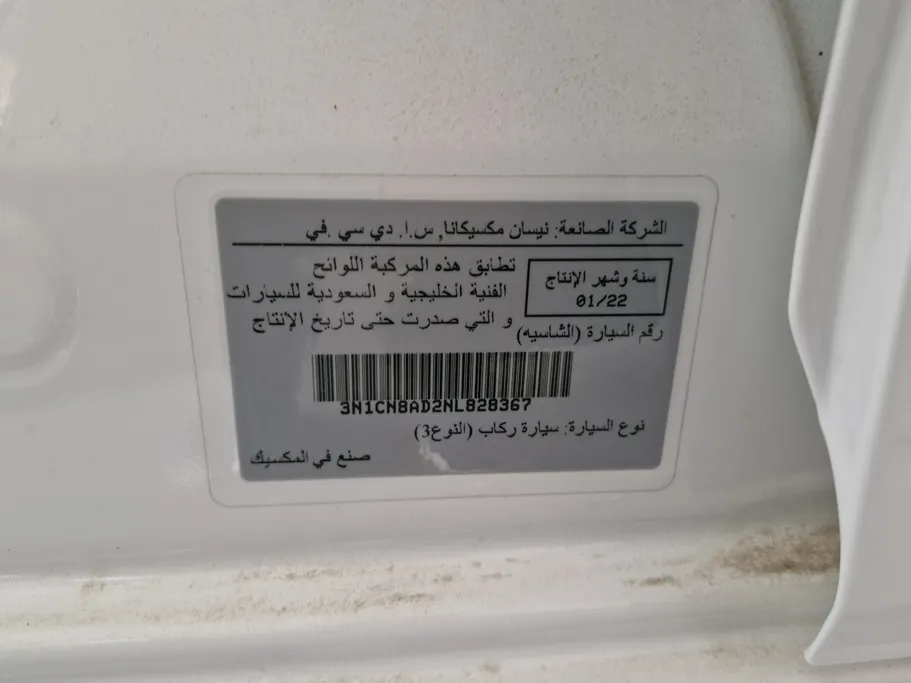 الشركة الصانعة: نيسان مكسيكانا, س.ا. دي سي .في
سنة وشهر الإنتاج
01/22
تطابق هذه المركبة اللوائح
الفنية الخليجية و السعودية للسيارات
و التي صدرت حتى تاريخ الإنتاج
رقم السيارة (الشاسيه)
3N1CN8AD2NL828367
نوع السيارة: سيارة ركاب (النوع3)
صنع في المكسيك